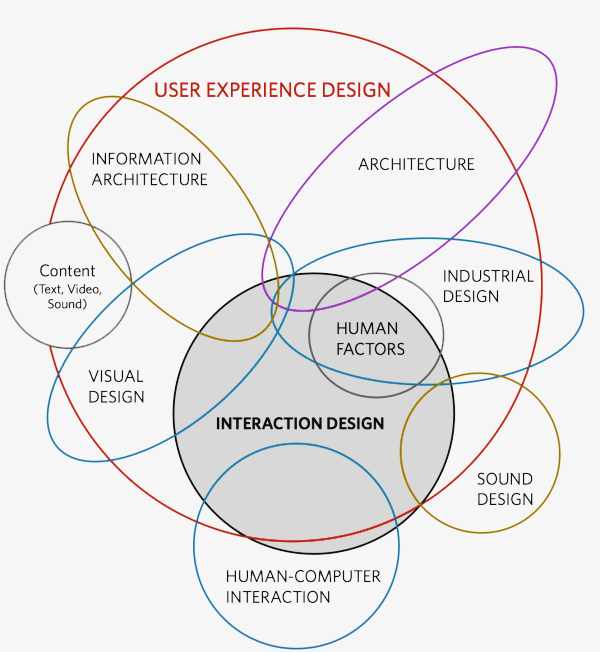 USER EXPERIENCE DESIGN
INFORMATION
ARCHITECTURE
ARCHITECTURE
Content
(Text, Video,
Sound)
INDUSTRIAL
DESIGN
HUMAN
FACTORS
VISUAL
DESIGN
INTERACTION DESIGN
SOUND
DESIGN
HUMAN-COMPUTER
INTERACTION